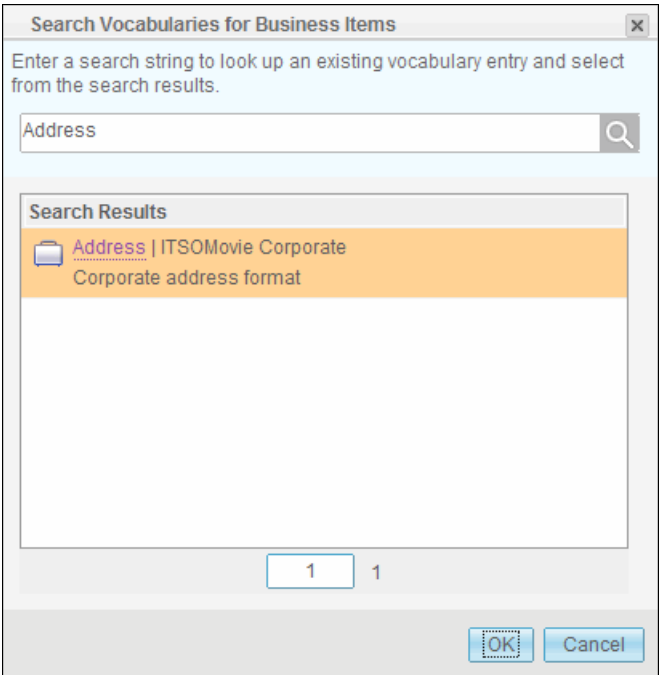 Search Vocabularies for Business Items
Enter a search string to look up an existing vocabulary entry and select
from the search results.
Address
Search Results
Address | ITSOMovie Corporate
Corporate address format
1 1
OK Cancel